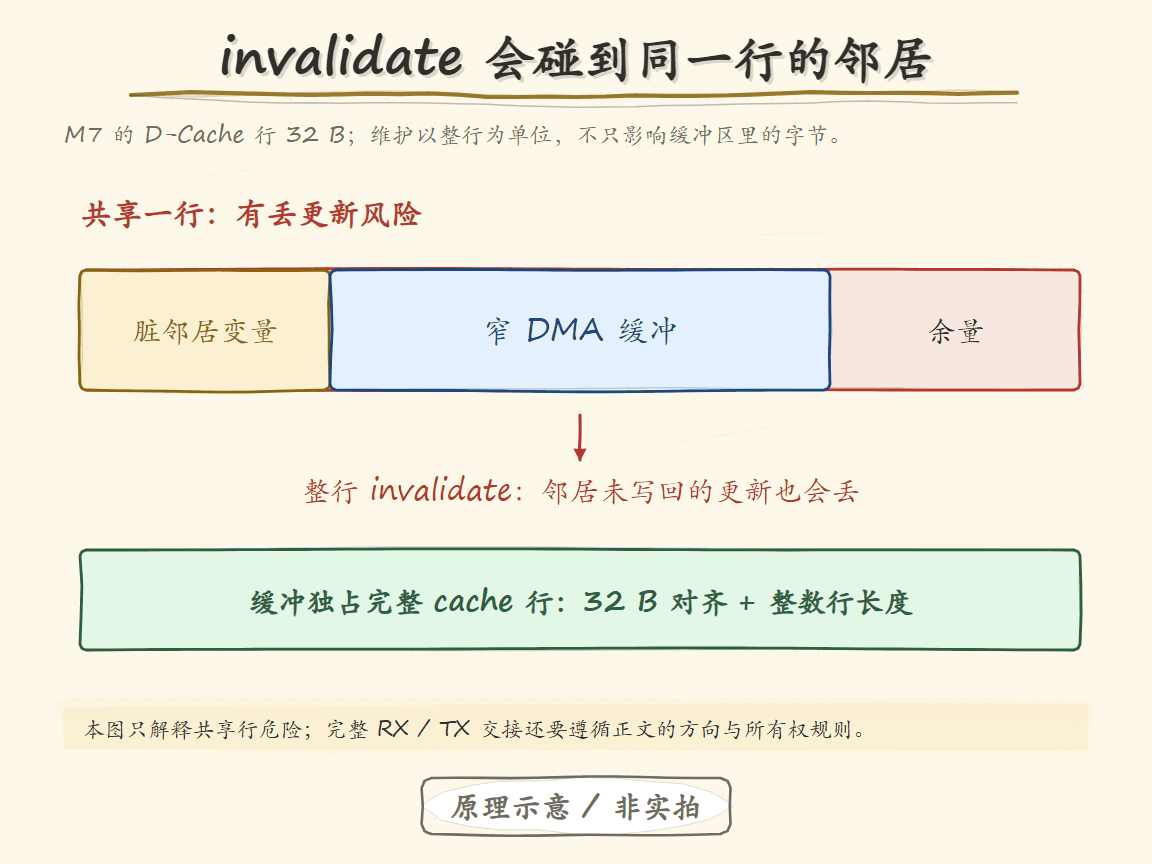 invalidate 会碰到同一行的邻居
M7 的 D-Cache 行 32 B；维护以整行为单位，不只影响缓冲区里的字节。
共享一行：有丢更新风险
脏邻居变量
窄 DMA 缓冲
余量
整行 invalidate：邻居未写回的更新也会丢
缓冲独占完整 cache 行：32 B 对齐 + 整数行长度
本图只解释共享行危险；完整 RX / TX 交接还要遵循正文的方向与所有权规则。
原理示意 / 非实拍